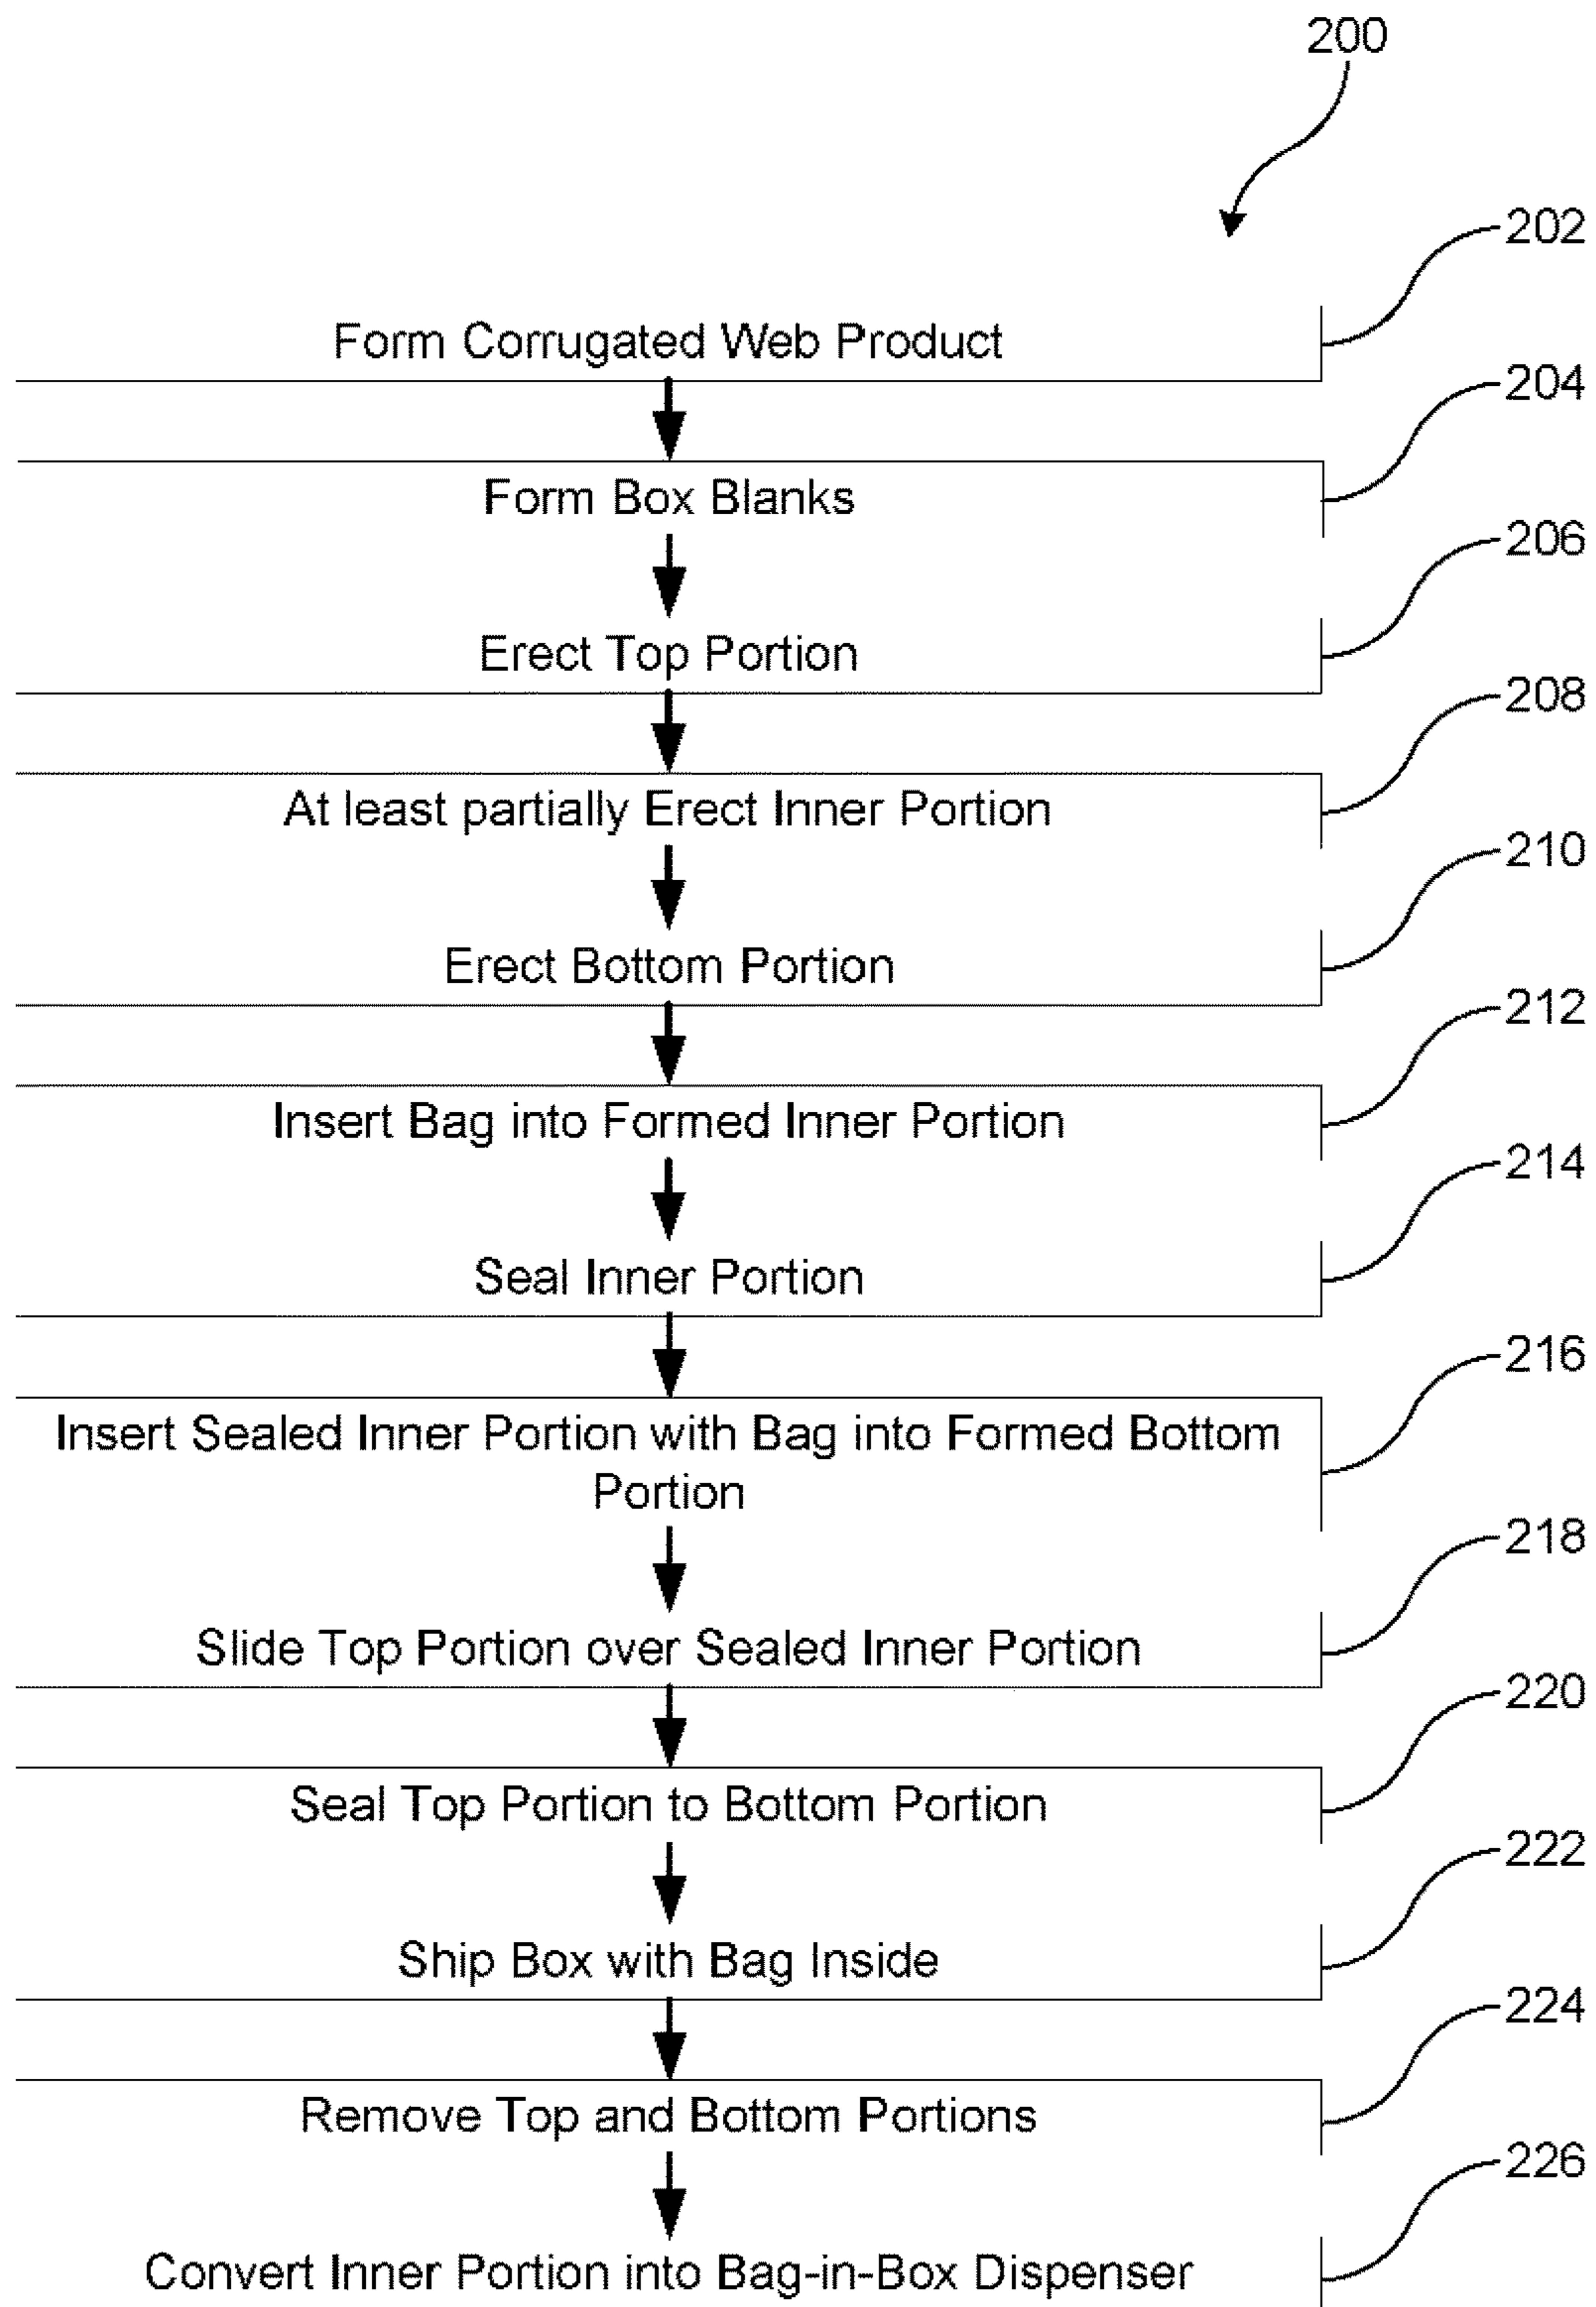 200
202
Form Corrugated Web Product
204
Form Box Blanks
206
Erect Top Portion
208
At least partially Erect Inner Portion
210
Erect Bottom Portion
212
Insert Bag into Formed Inner Portion
214
Seal Inner Portion
216
Insert Sealed Inner Portion with Bag into Formed Bottom
Portion
218
Slide Top Portion over Sealed Inner Portion
220
Seal Top Portion to Bottom Portion
222
Ship Box with Bag Inside
224
Remove Top and Bottom Portions
226
Convert Inner Portion into Bag-in-Box Dispenser